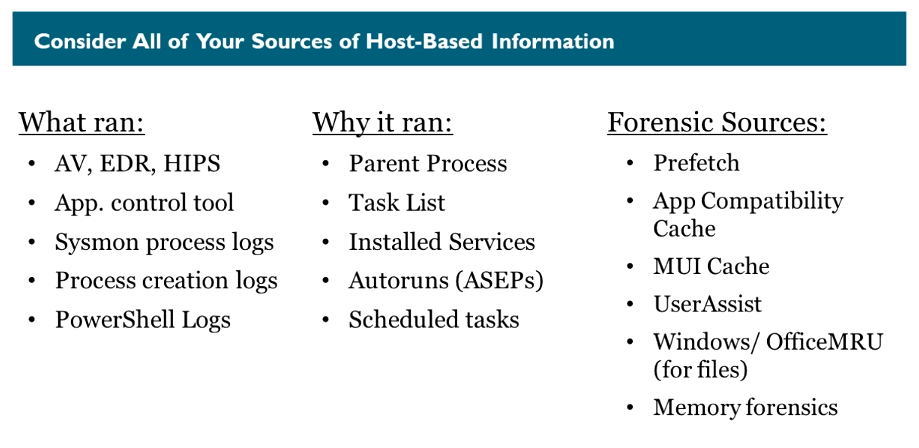 Consider All of Your Sources of Host-Based Information
What ran:
• AV, EDR, HIPS
• App. control tool
• Sysmon process logs
• Process creation logs
• PowerShell Logs
Why it ran:
• Parent Process
• Task List
• Installed Services
• Autoruns (ASEPs)
• Scheduled tasks
Forensic Sources:
• Prefetch
• App Compatibility
Cache
• MUI Cache
• UserAssist
• Windows/ OfficeMRU
(for files)
• Memory forensics